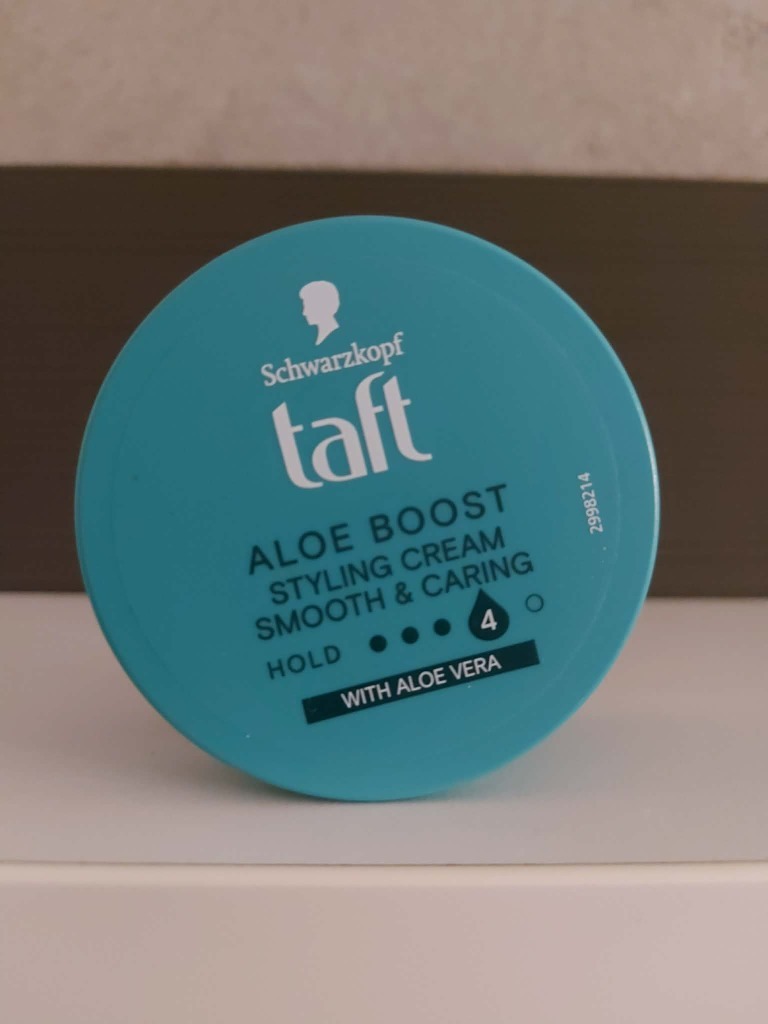 Schwarzkopf
taft
ALOE BOOST
STYLING CREAM
SMOOTH & CARING
HOLD 4
WITH ALOE VERA
2998214